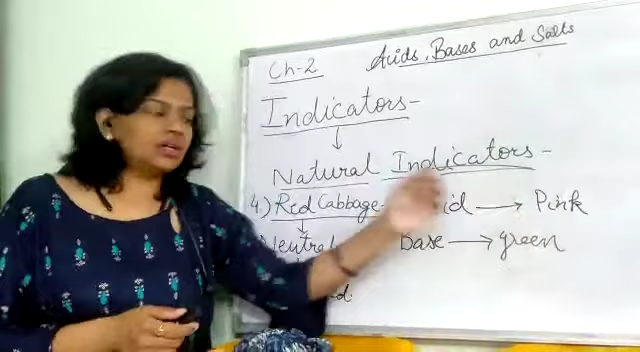 Ch-2 Acids, Bases and Salts
Indicators-
Natural Indicators-
4.) Red Cabbage- → Pink
Base → green